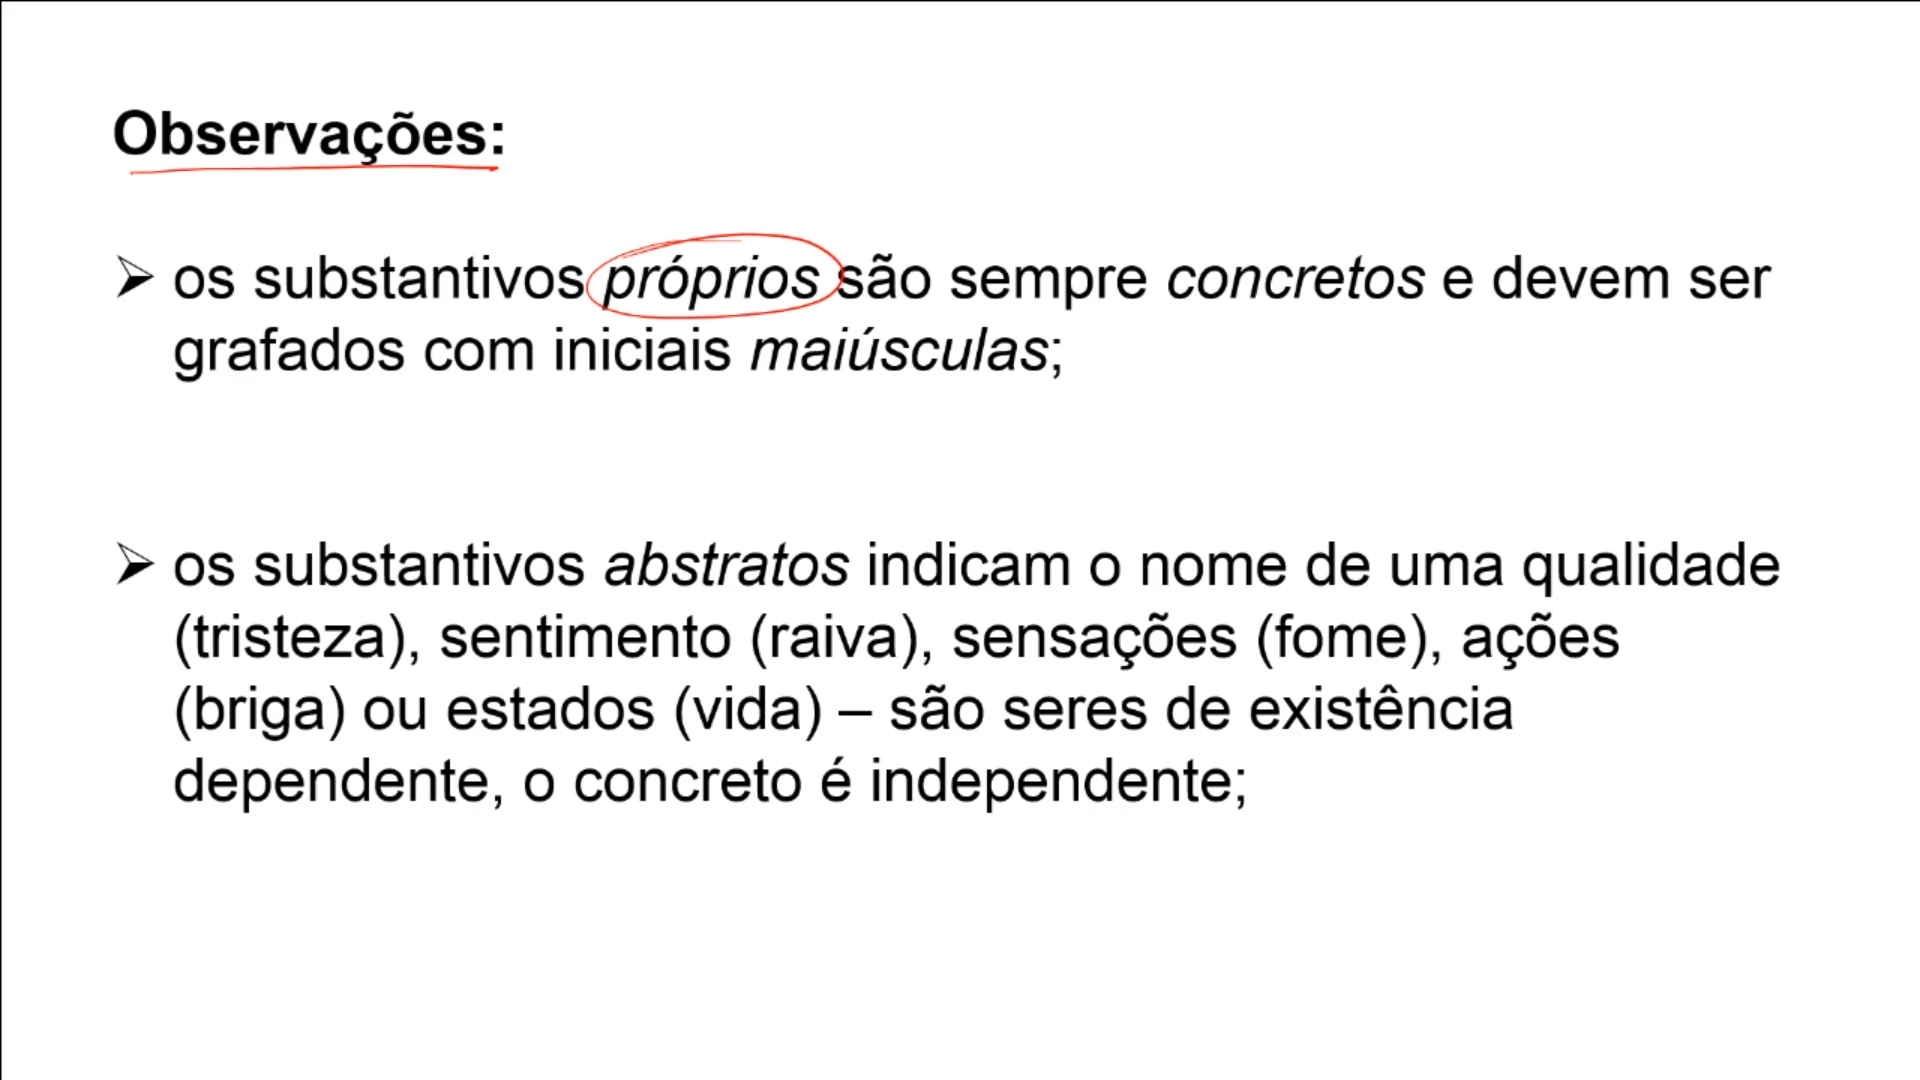 Observações:
➢ os substantivos próprios são sempre concretos e devem ser
grafados com iniciais maiúsculas;
➢ os substantivos abstratos indicam o nome de uma qualidade
(tristeza), sentimento (raiva), sensações (fome), ações
(briga) ou estados (vida) – são seres de existência
dependente, o concreto é independente;